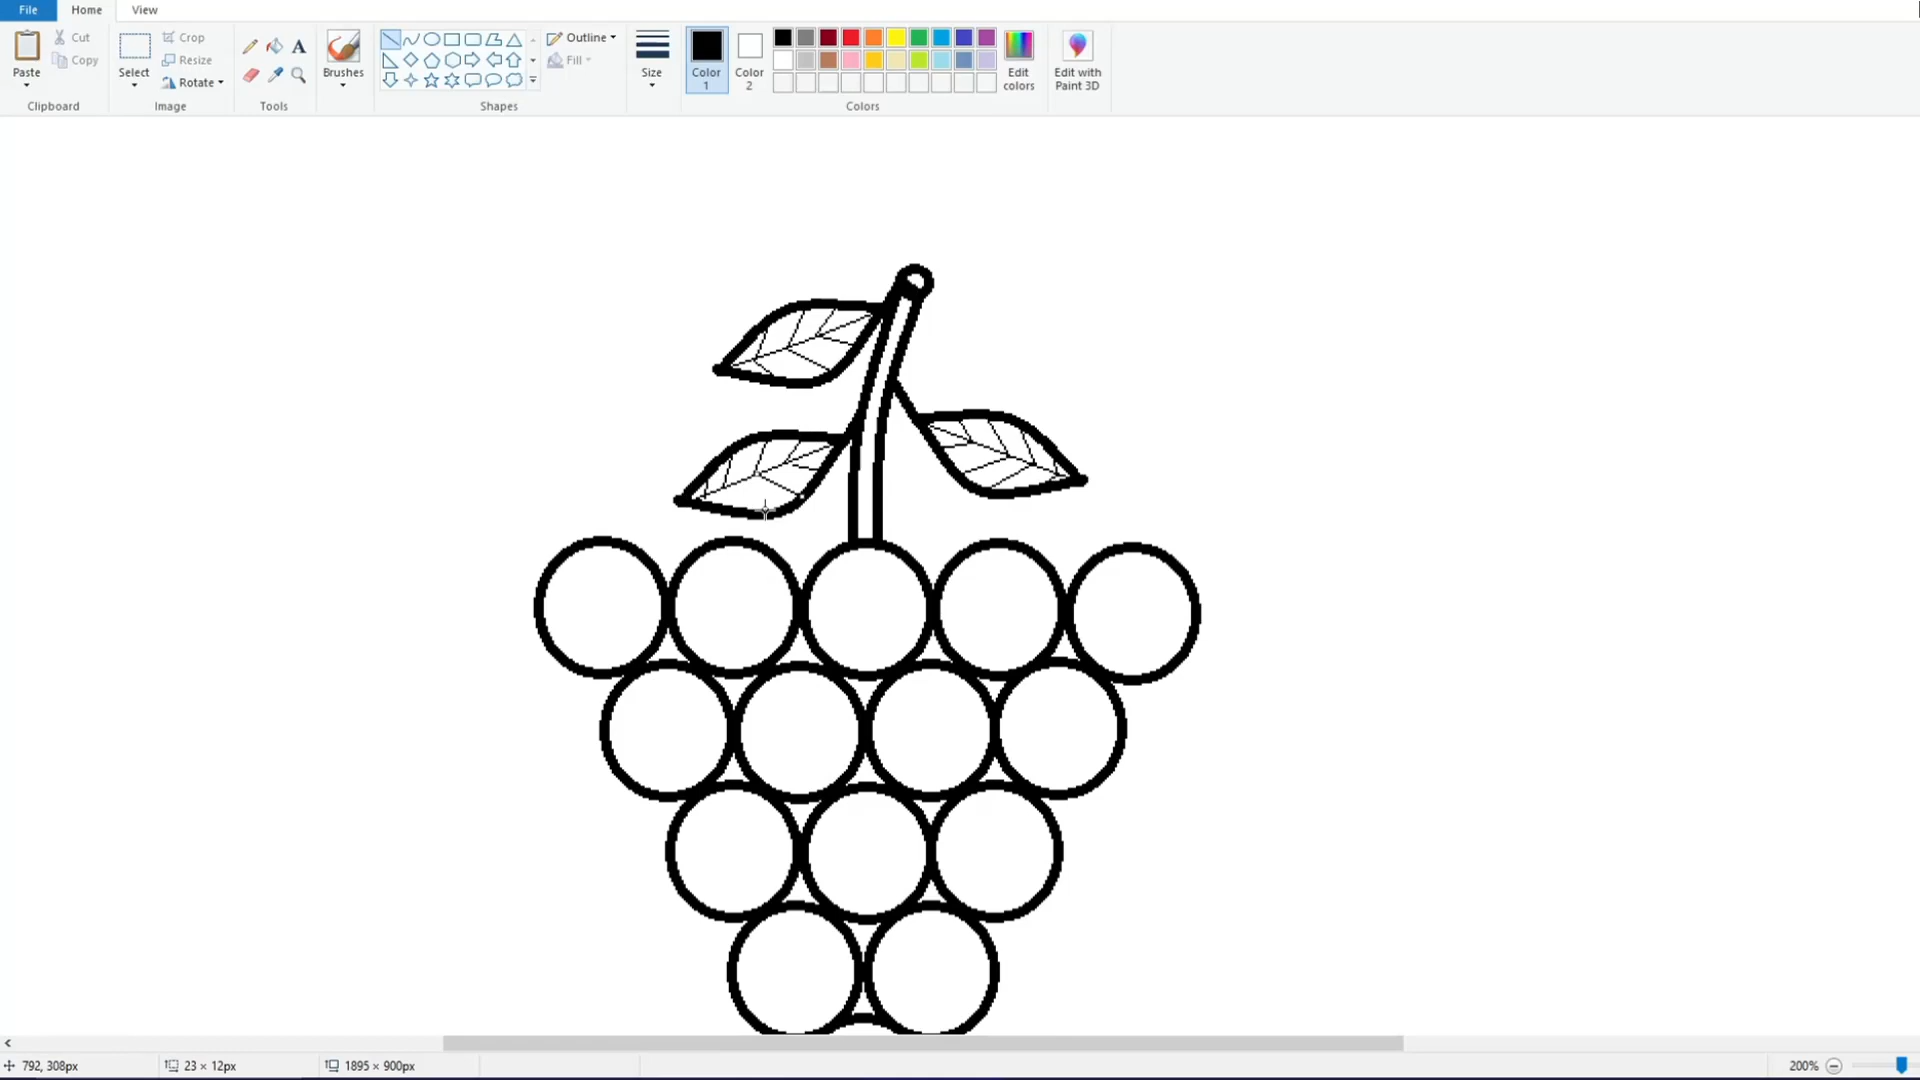 File Home View
Cut
Copy
Paste
Clipboard
Crop
Resize
Rotate
Select
Image
A
Tools
Brushes
Outline
Fill
Shapes
Size
Color 1
Color 2
Edit colors
Colors
Edit with Paint 3D
792, 308px
23 × 12px
1895 × 900px
200%